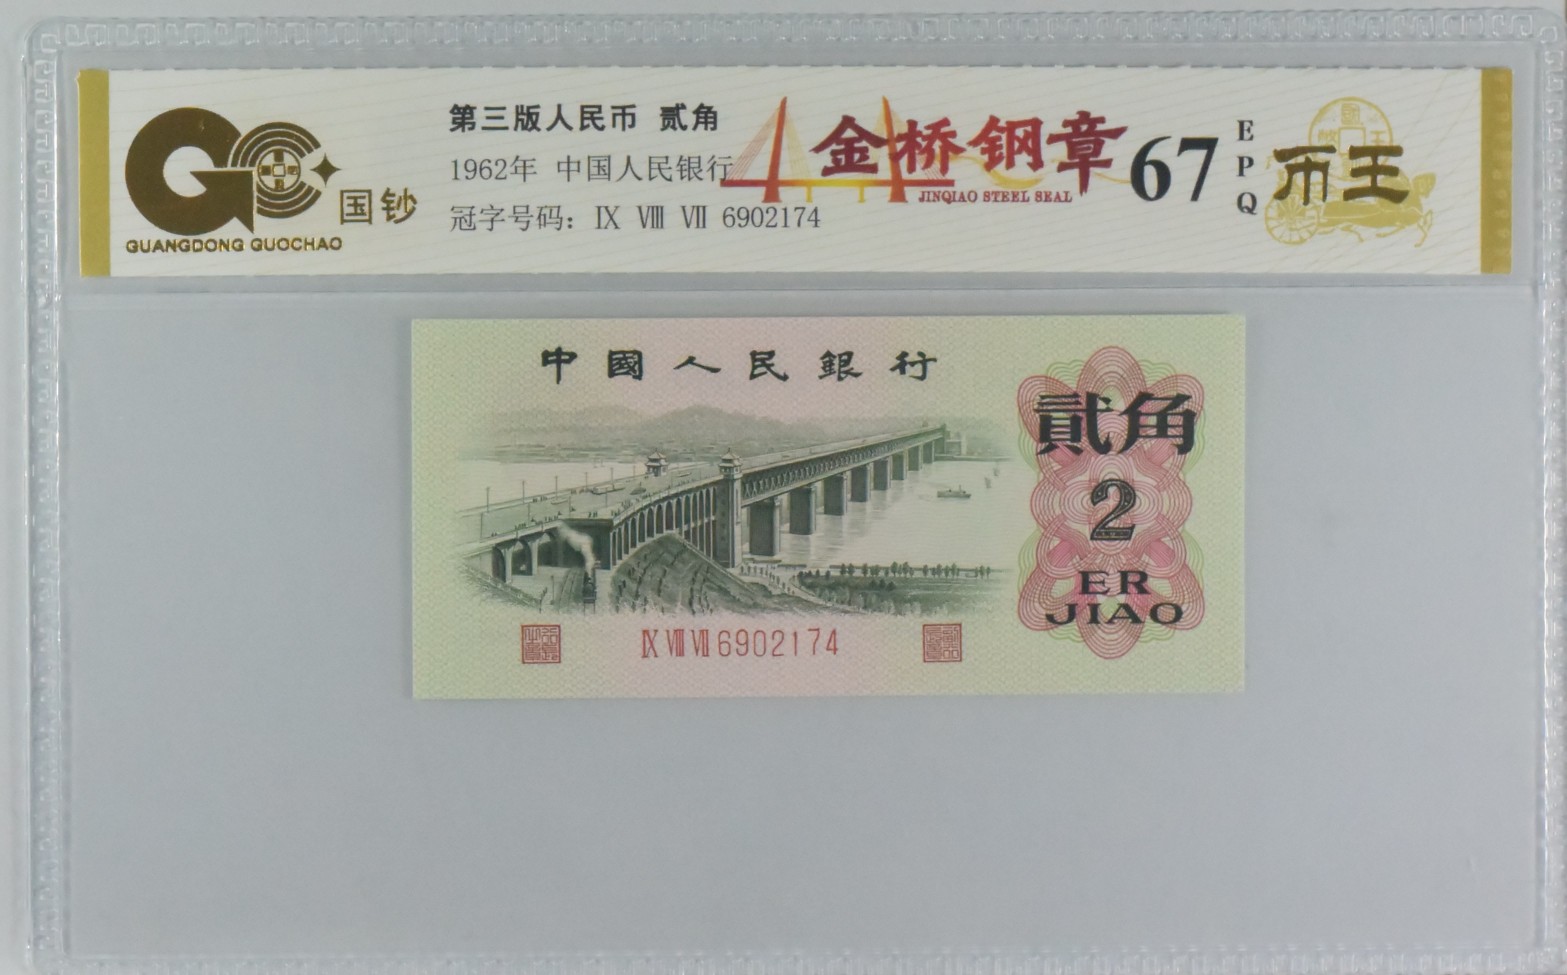 国钞
GUANGDONG GUOCHAO
第三版人民币 贰角
1962年 中国人民银行
冠字号码：Ⅸ Ⅷ Ⅶ 6902174
金桥钢章
JINQIAO STEEL SEAL
67
EPQ
币王
中國人民銀行
貳角
2
ER
JIAO
Ⅸ Ⅷ Ⅶ 6902174